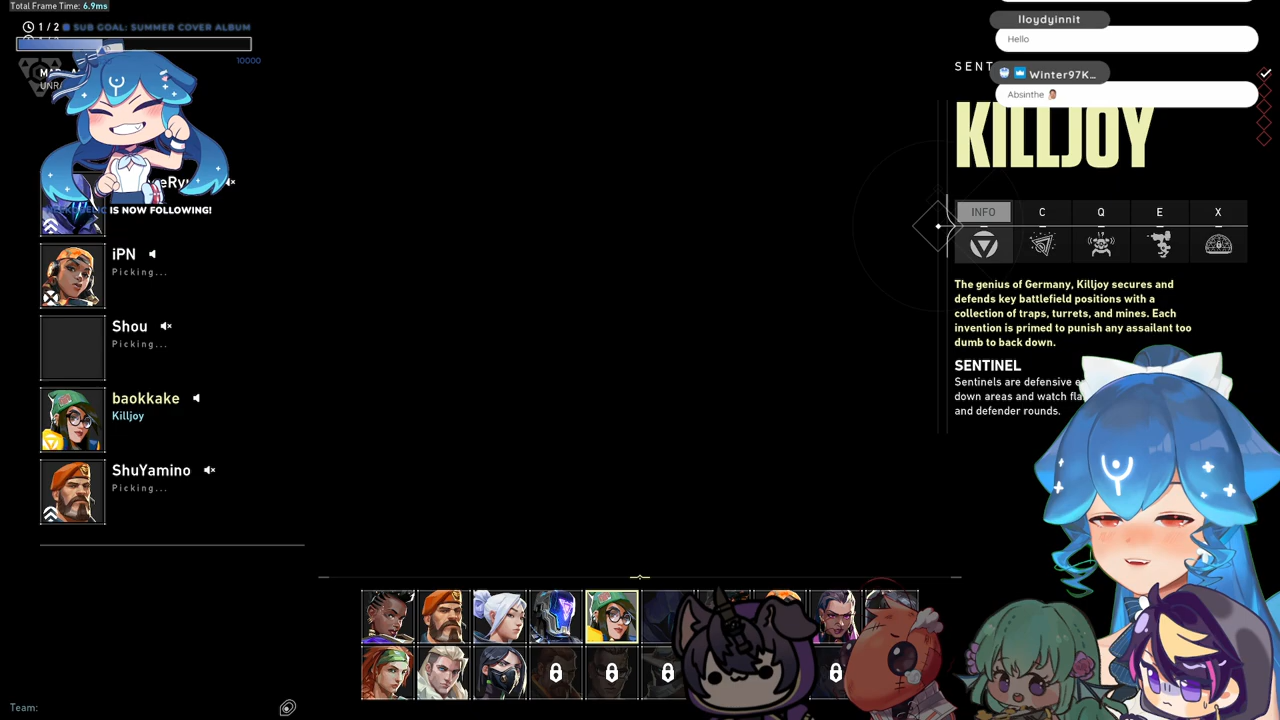 Total Frame Time: 6.9ms
1 / 2 SUB GOAL: SUMMER COVER ALBUM
10000
IS NOW FOLLOWING!
iPN
Picking...
Shou
Picking...
baokkake
Killjoy
ShuYamino
Picking...
Team:
lloydyinnit
Hello
SENT
Winter97K...
Absinthe
KILLJOY
INFO C Q E X
The genius of Germany, Killjoy secures and
defends key battlefield positions with a
collection of traps, turrets, and mines. Each
invention is primed to punish any assailant too
dumb to back down.
SENTINEL
Sentinels are defensive
down areas and watch
and defender rounds.